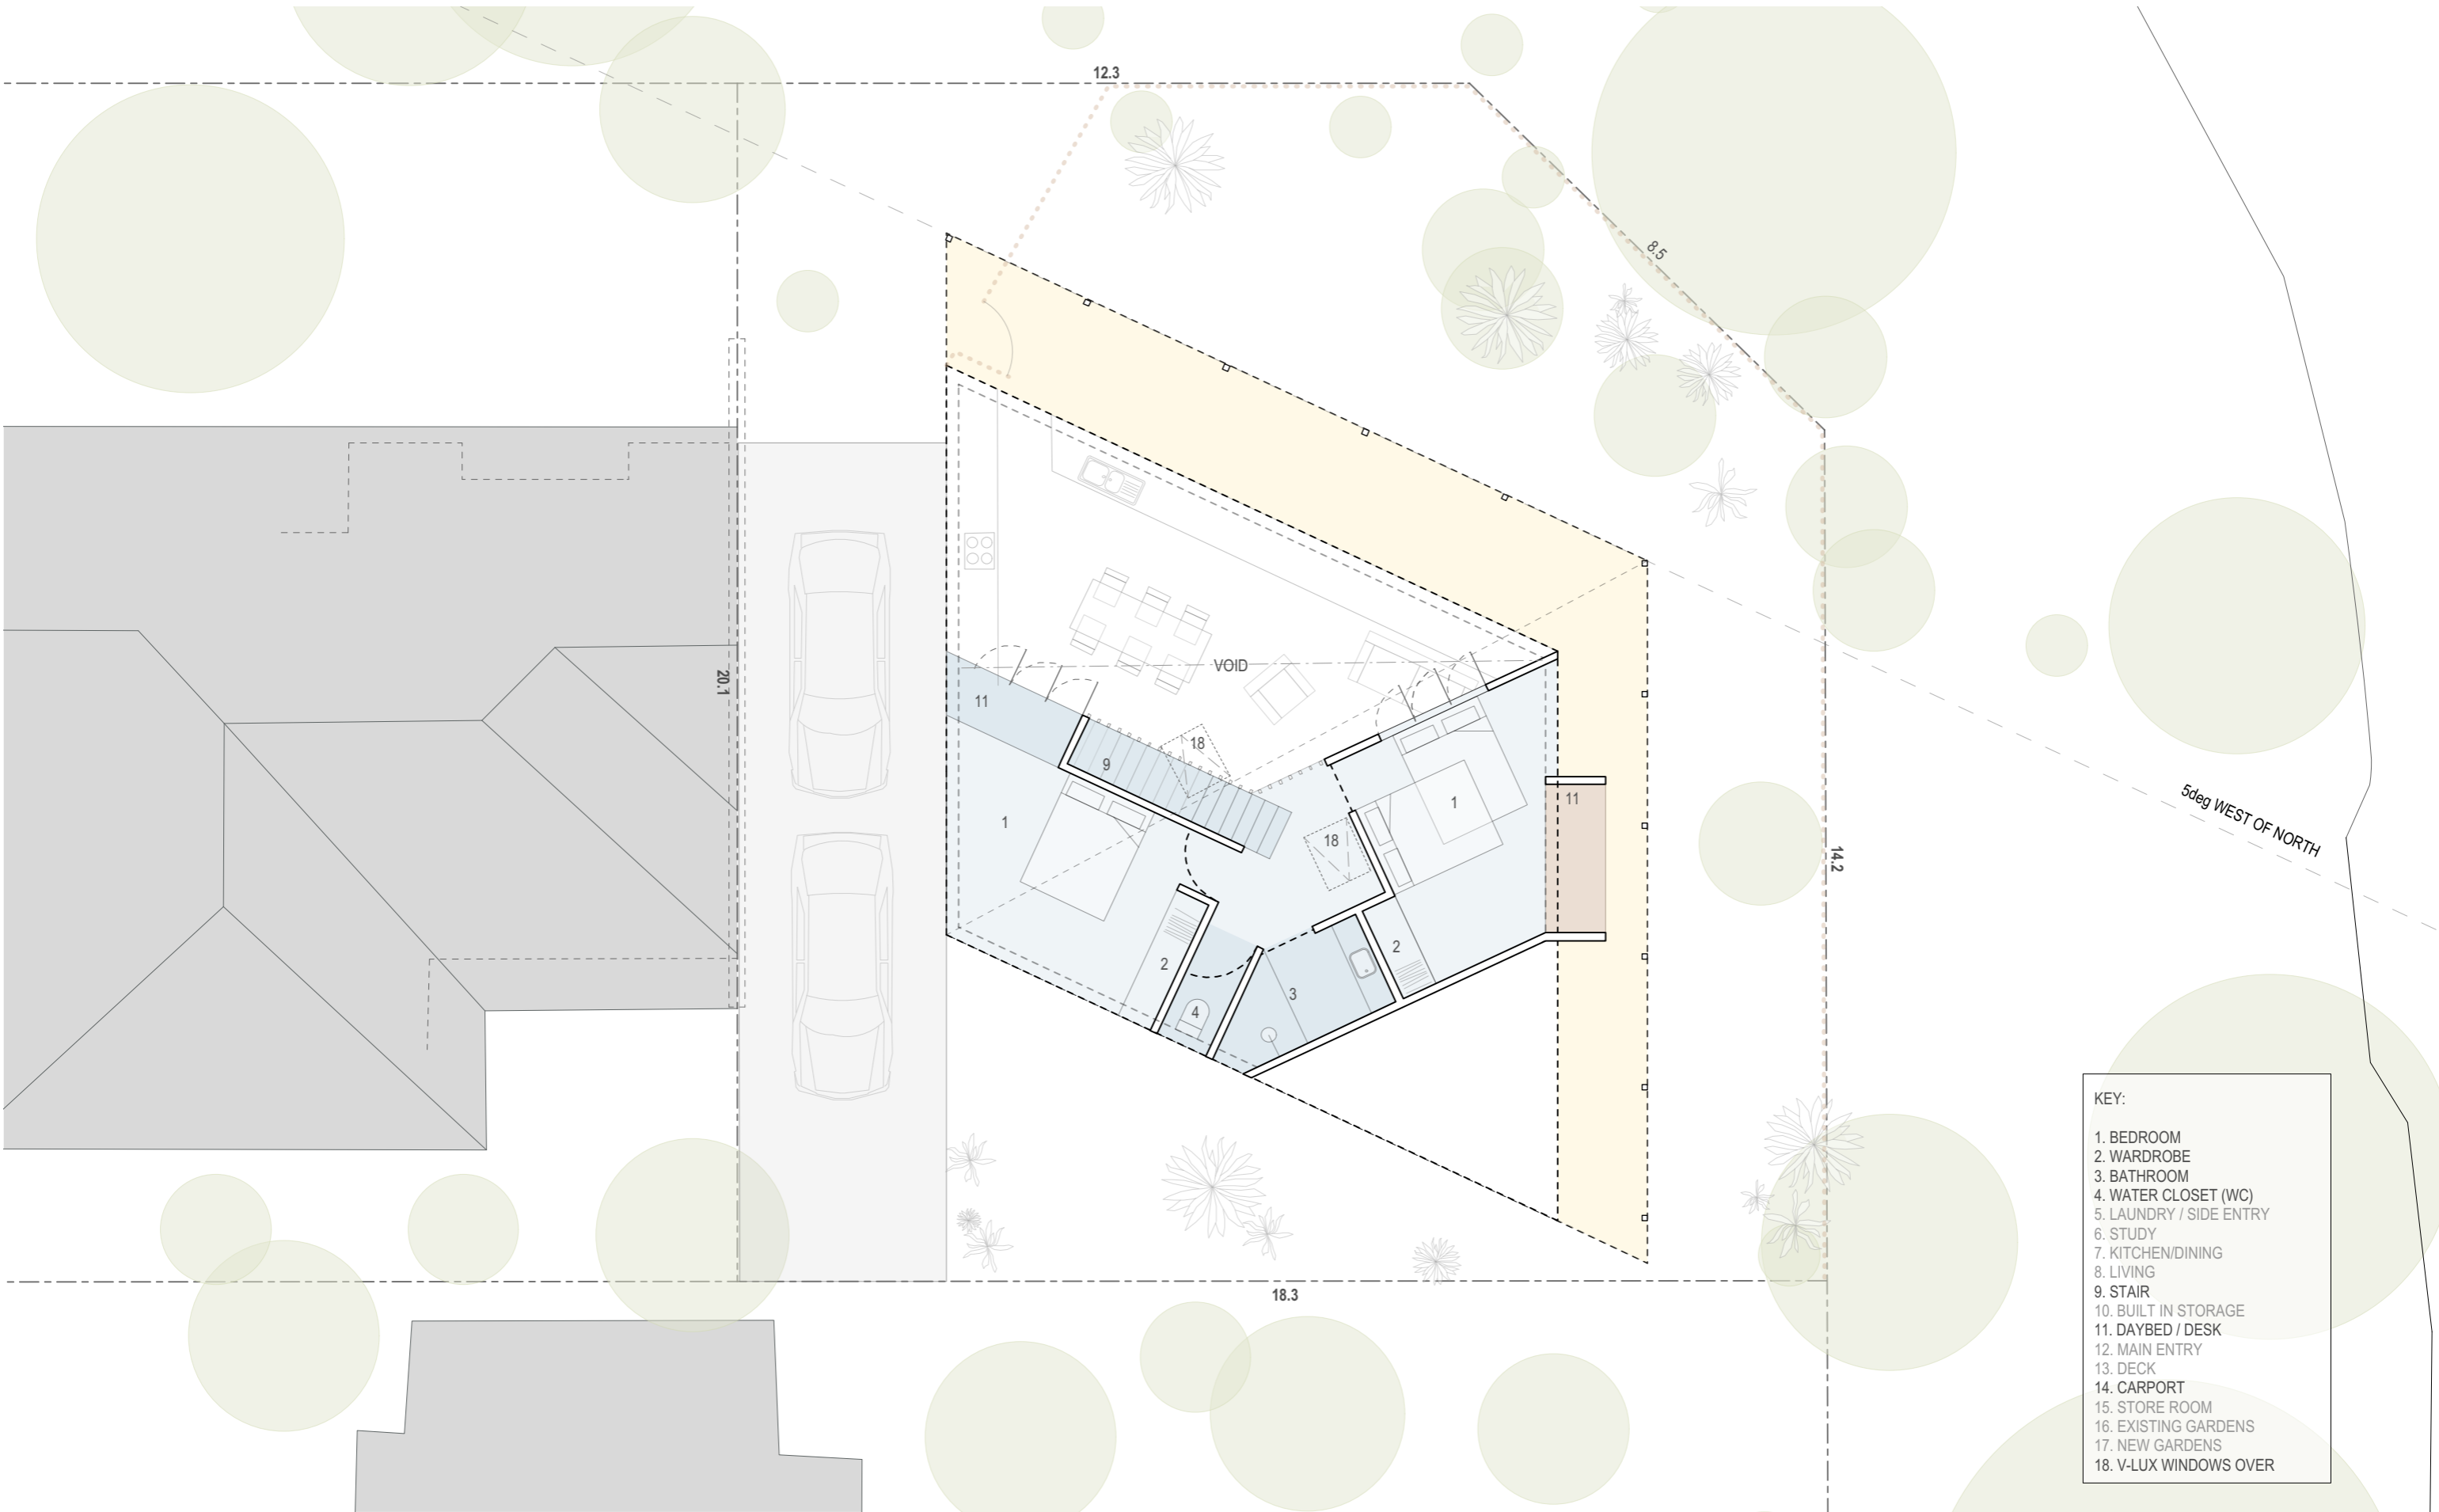 12.3
8.5
20.1
VOID
11
18
9
1
1
11
18
5deg WEST OF NORTH
14.2
2
2
3
4
18.3
KEY:
1. BEDROOM
2. WARDROBE
3. BATHROOM
4. WATER CLOSET (WC)
5. LAUNDRY / SIDE ENTRY
6. STUDY
7. KITCHEN/DINING
8. LIVING
9. STAIR
10. BUILT IN STORAGE
11. DAYBED / DESK
12. MAIN ENTRY
13. DECK
14. CARPORT
15. STORE ROOM
16. EXISTING GARDENS
17. NEW GARDENS
18. V-LUX WINDOWS OVER